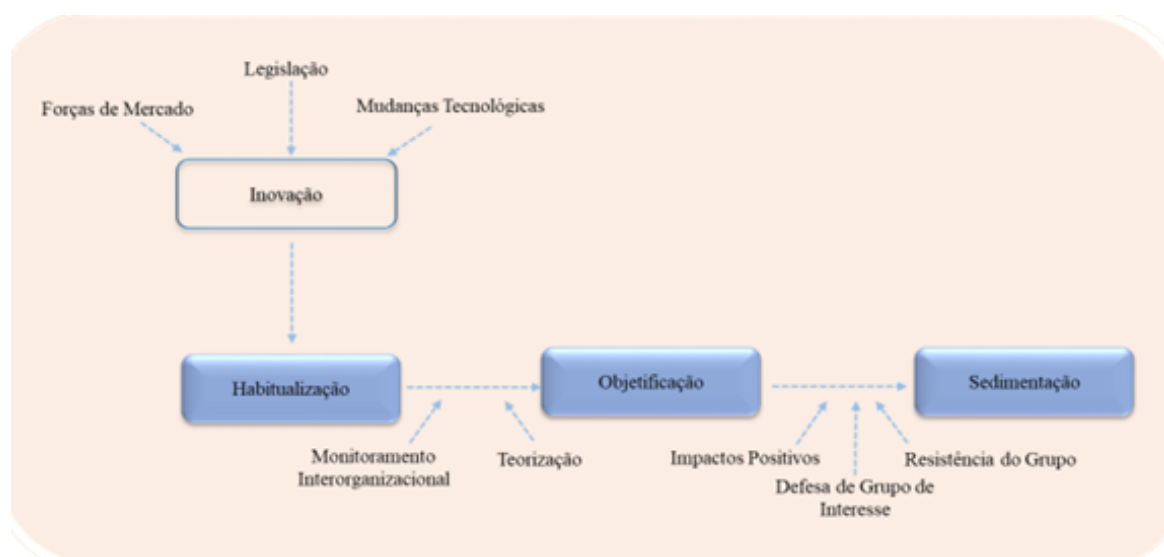 Legislação
Forças de Mercado
Mudanças Tecnológicas
Inovação
Habitualização
Objetificação
Sedimentação
Monitoramento
Interorganizacional
Teorização
Impactos Positivos
Defesa de Grupo de
Interesse
Resistência do Grupo